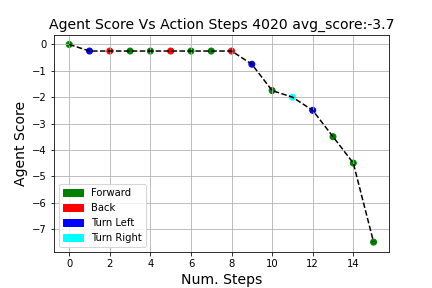 Agent Score Vs Action Steps 4020 avg_score:-3.7
Agent Score
0
−1
−2
−3
−4
−5
−6
−7
Forward
Back
Turn Left
Turn Right
0 2 4 6 8 10 12 14
Num. Steps